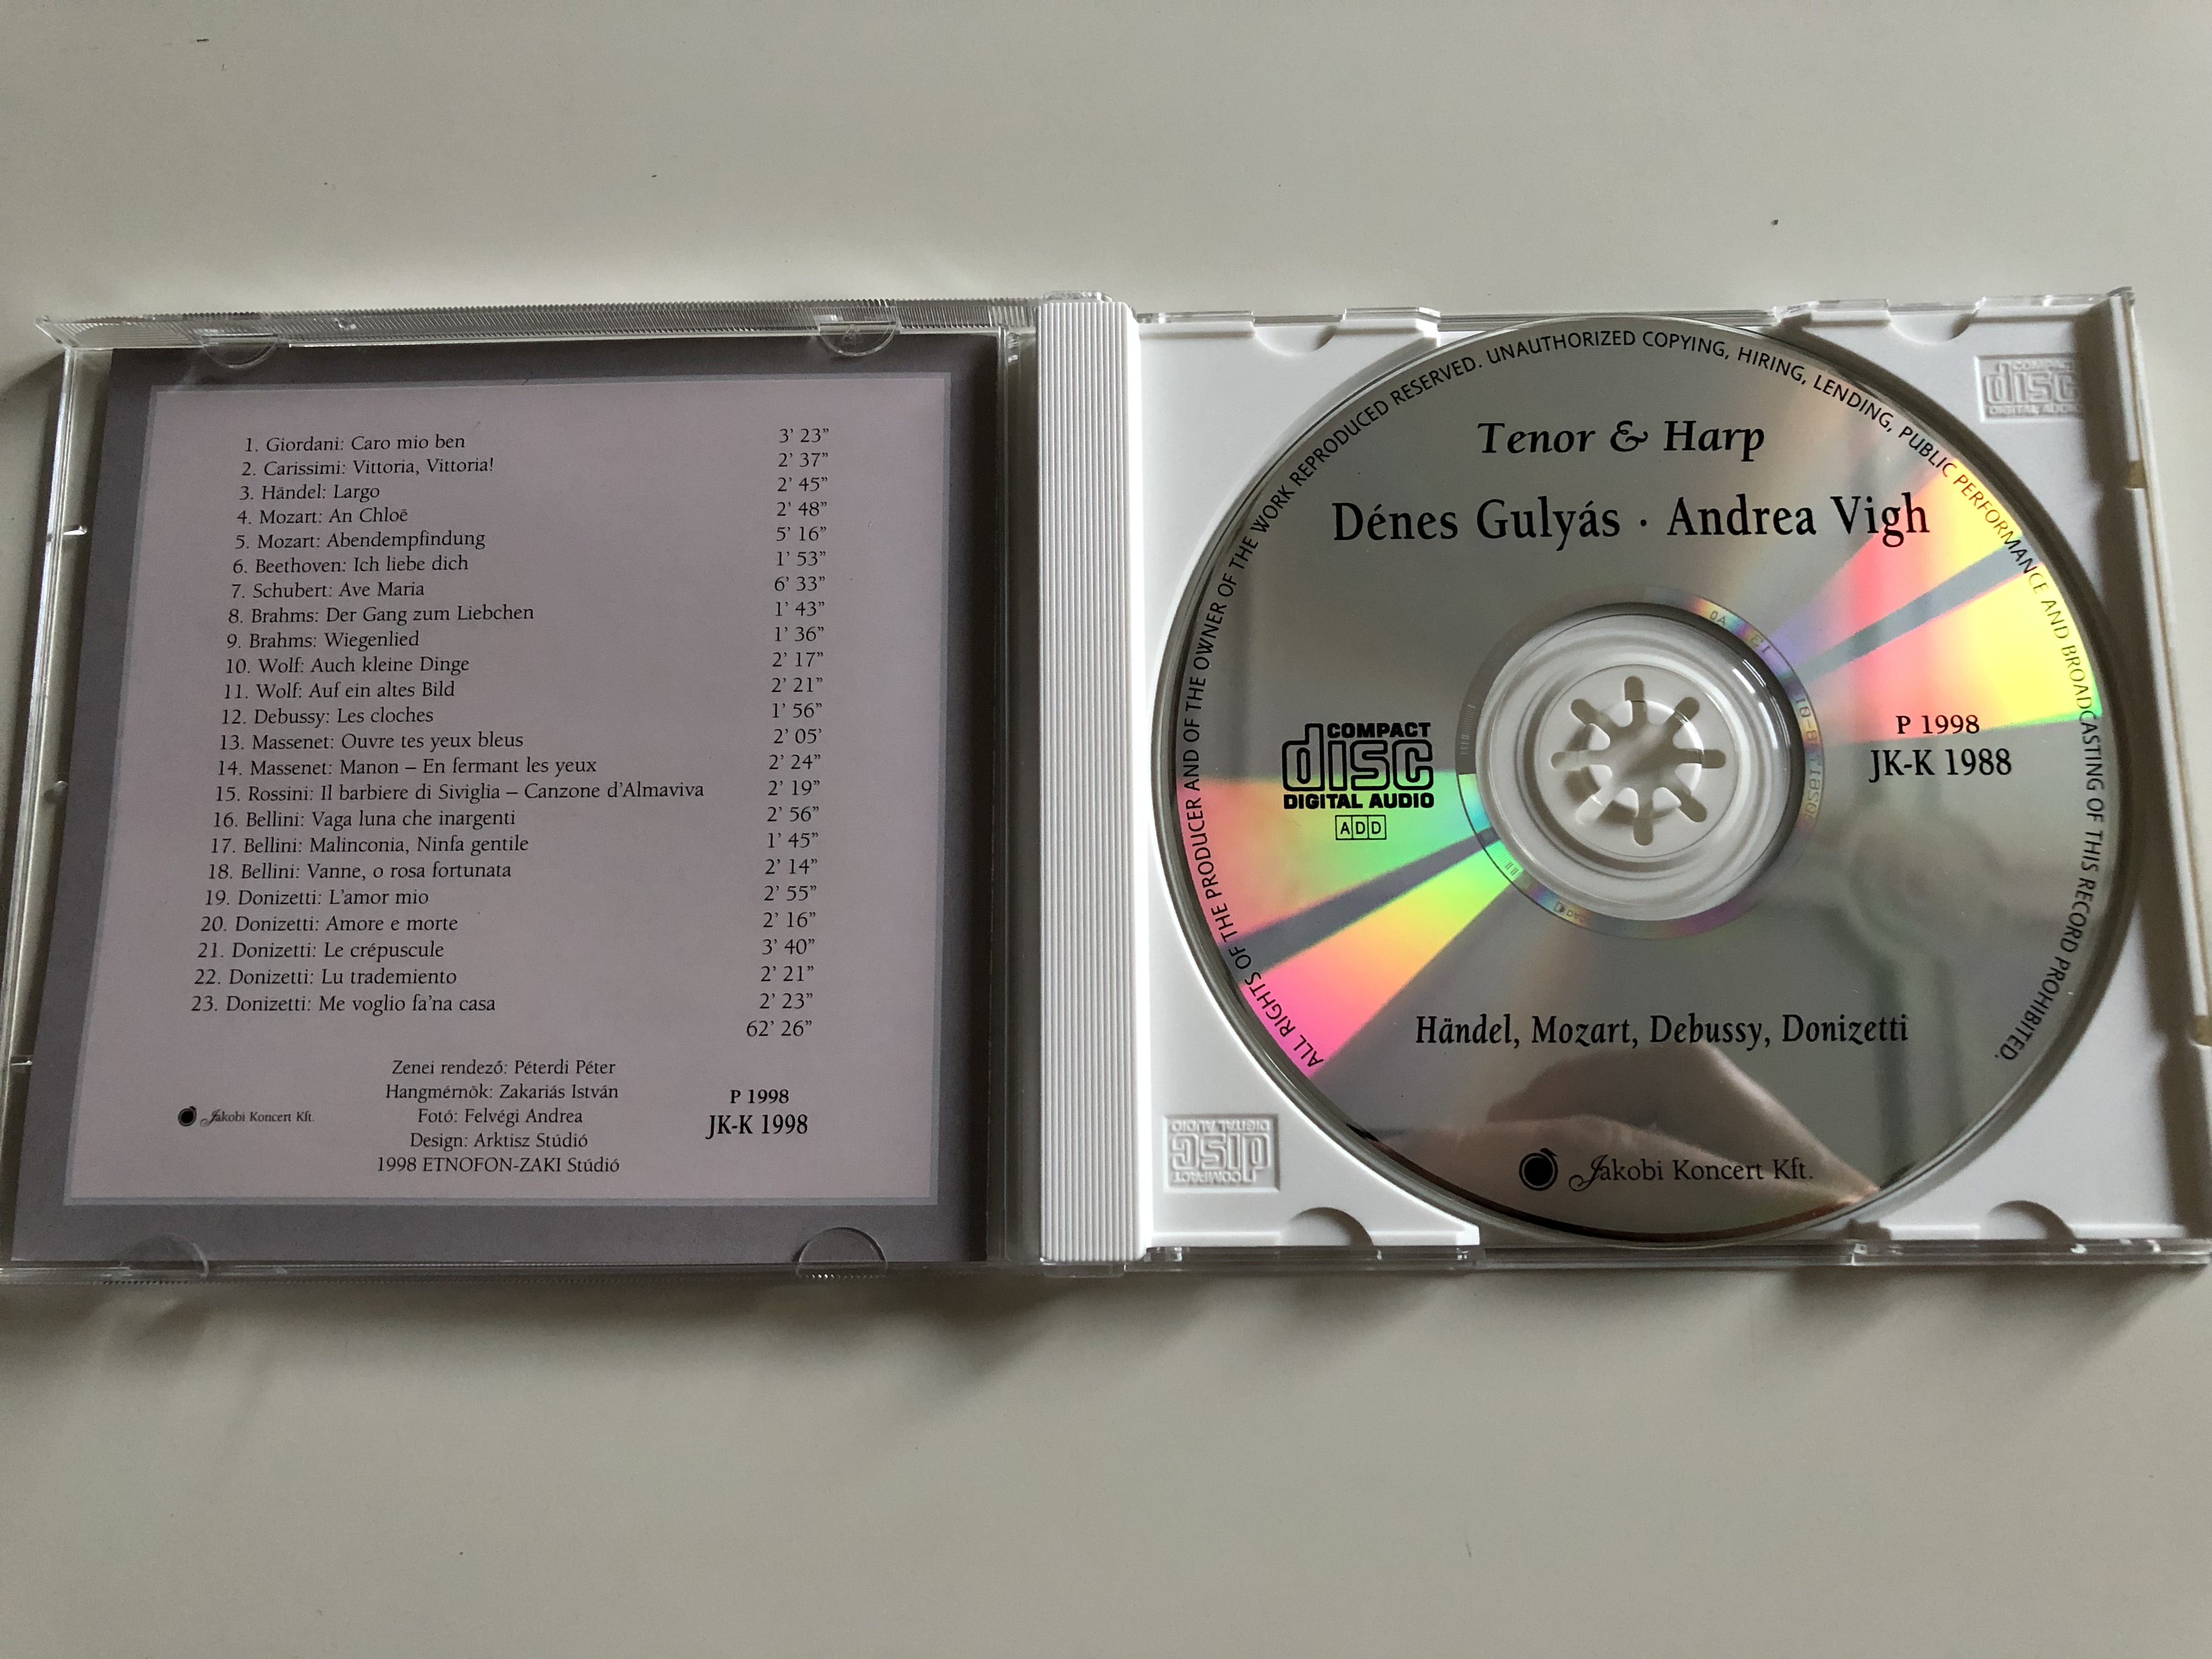 1. Giordani: Caro mio ben 3' 23"
2. Carissimi: Vittoria, Vittoria! 2' 37"
3. Händel: Largo 2' 45"
4. Mozart: An Chloë 2' 48"
5. Mozart: Abendempfindung 5' 16"
6. Beethoven: Ich liebe dich 1' 53"
7. Schubert: Ave Maria 6' 33"
8. Brahms: Der Gang zum Liebchen 1' 43"
9. Brahms: Wiegenlied 1' 36"
10. Wolf: Auch kleine Dinge 2' 17"
11. Wolf: Auf ein altes Bild 2' 21"
12. Debussy: Les cloches 1' 56"
13. Massenet: Ouvre tes yeux bleus 2' 05'
14. Massenet: Manon – En fermant les yeux 2' 24"
15. Rossini: Il barbiere di Siviglia – Canzone d'Almaviva 2' 19"
16. Bellini: Vaga luna che inargenti 2' 56"
17. Bellini: Malinconia, Ninfa gentile 1' 45"
18. Bellini: Vanne, o rosa fortunata 2' 14"
19. Donizetti: L'amor mio 2' 55"
20. Donizetti: Amore e morte 2' 16"
21. Donizetti: Le crépuscule 3' 40"
22. Donizetti: Lu trademiento 2' 21"
23. Donizetti: Me voglio fa'na casa 2' 23"
62' 26"
Zenei rendező: Péterdi Péter
Hangmérnök: Zakariás István
Fotó: Felvégi Andrea
Design: Arktisz Stúdió
1998 ETNOFON-ZAKI Stúdió
Jakobi Koncert Kft.
P 1998
JK-K 1998
ALL RIGHTS OF THE PRODUCER AND OF THE OWNER OF THE WORK REPRODUCED RESERVED. UNAUTHORIZED COPYING, HIRING, LENDING, PUBLIC PERFORMANCE AND BROADCASTING OF THIS RECORD PROHIBITED.
Tenor & Harp
Dénes Gulyás · Andrea Vigh
COMPACT
disc
DIGITAL AUDIO
ADD
P 1998
JK-K 1988
Händel, Mozart, Debussy, Donizetti
Jakobi Koncert Kft.
COMPACT
disc
DIGITAL AUDIO
COMPACT
disc
DIGITAL AUDIO